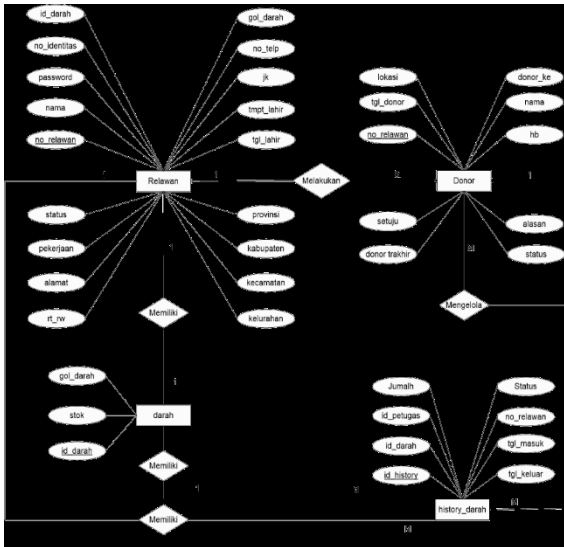 id_darah
gol_darah
no_identitas
no_telp
password
jk
nama
tmpt_lahir
no_relawan
tgl_lahir
lokasi
donor_ke
tgl_donor
nama
no_relawan
hb
Relawan
Melakukan
Donor
status
provinsi
pekerjaan
kabupaten
alamat
kecamatan
rt_rw
kelurahan
setuju
alasan
donor trakhir
status
Memiliki
Mengelola
gol_darah
stok
id_darah
darah
Jumalh
Status
id_petugas
no_relawan
id_darah
tgl_masuk
id_history
tgl_keluar
Memiliki
Memiliki
history_darah